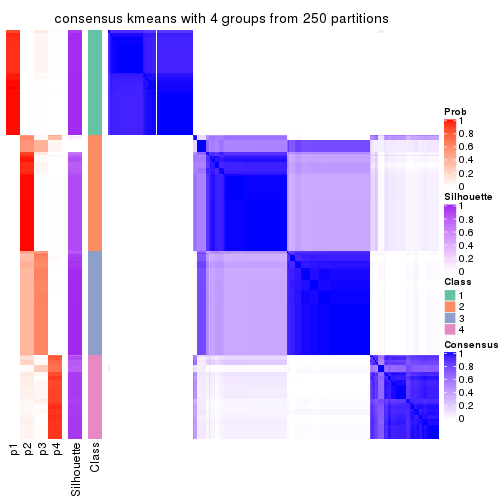 consensus kmeans with 4 groups from 250 partitions
Prob
1
0.8
0.6
0.4
0.2
0
Silhouette
1
0.8
0.6
0.4
0.2
0
Class
1
2
3
4
Consensus
1
0.8
0.6
0.4
0.2
0
p1
p2
p3
p4
Silhouette
Class